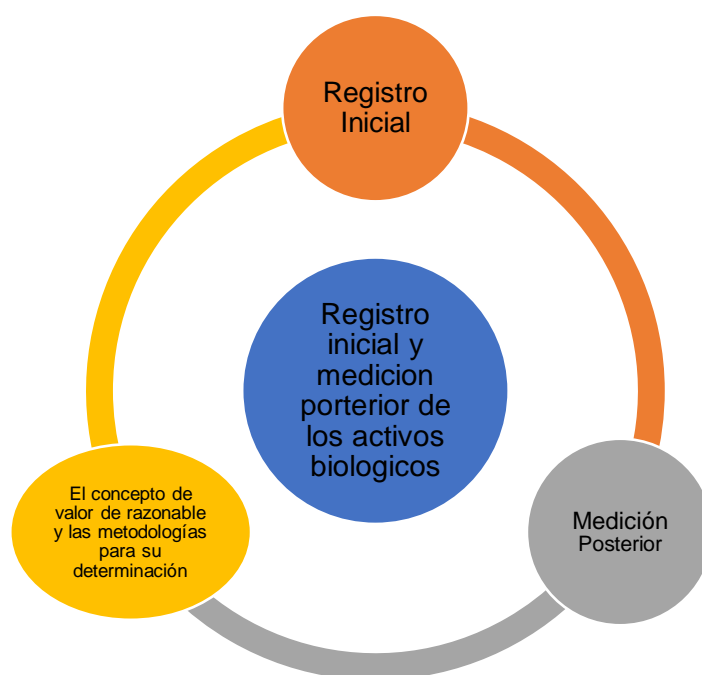 Registro
Inicial
Registro
inicial y
medicion
porterior de
los activos
biologicos
El concepto de
valor de razonable
y las metodologías
para su
determinación
Medición
Posterior